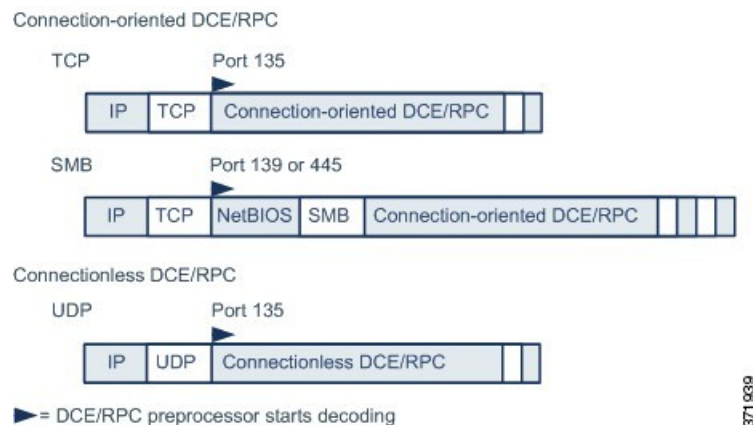 Connection-oriented DCE/RPC
TCP Port 135
IP TCP Connection-oriented DCE/RPC
SMB Port 139 or 445
IP TCP NetBIOS SMB Connection-oriented DCE/RPC
Connectionless DCE/RPC
UDP Port 135
IP UDP Connectionless DCE/RPC
= DCE/RPC preprocessor starts decoding
371939